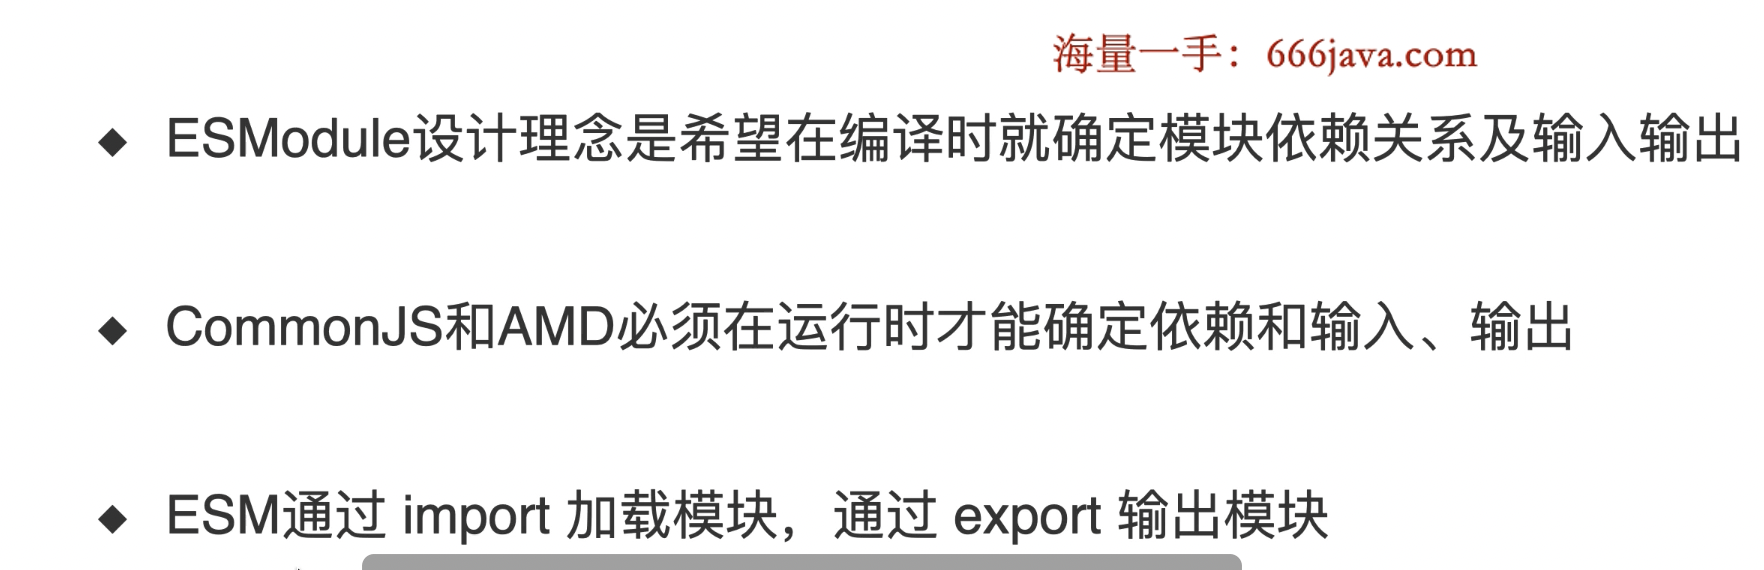 海量一手：666java.com
◆ ESModule设计理念是希望在编译时就确定模块依赖关系及输入输出
◆ CommonJS和AMD必须在运行时才能确定依赖和输入、输出
◆ ESM通过 import 加载模块，通过 export 输出模块